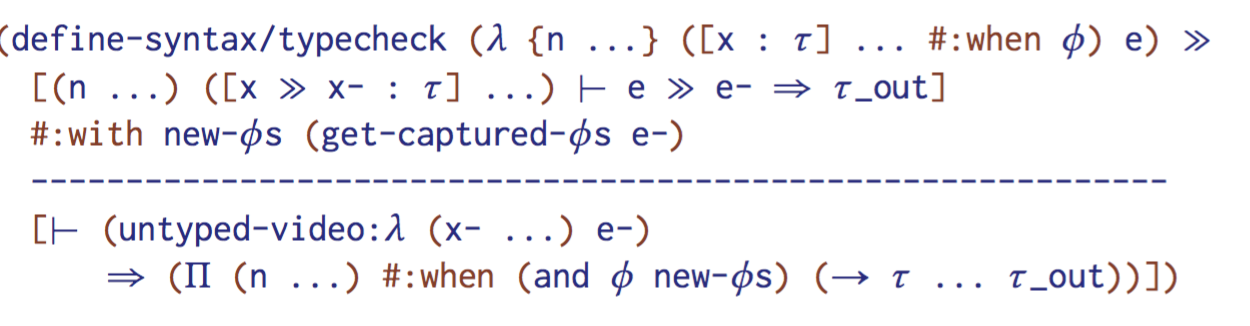 (define-syntax/typecheck (λ {n ...} ([x : τ] ... #:when ϕ) e) ≫
[(n ...) ([x ≫ x- : τ] ...) ⊢ e ≫ e- ⇒ τ_out]
#:with new-ϕs (get-captured-ϕs e-)
------------------------------------------------------------
[⊢ (untyped-video:λ (x- ...) e-)
⇒ (Π (n ...) #:when (and ϕ new-ϕs) (→ τ ... τ_out))])